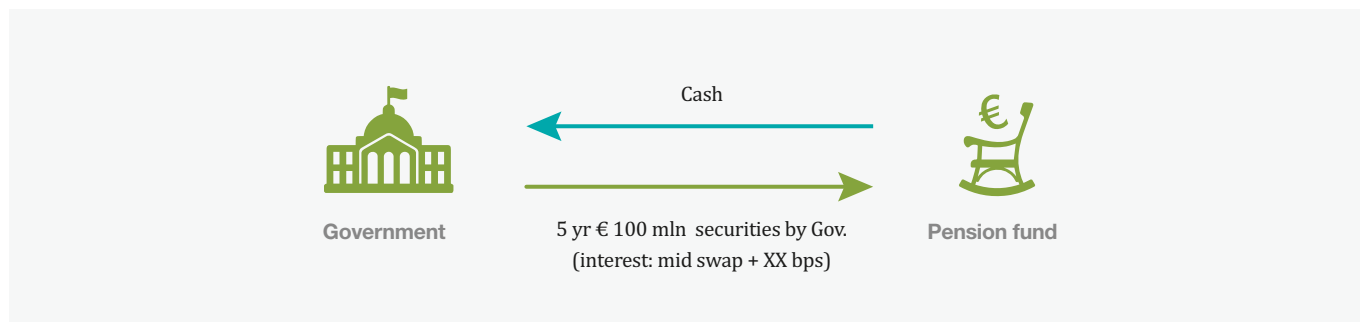 Cash
€
Government
5 yr € 100 mln securities by Gov.
(interest: mid swap + XX bps)
Pension fund